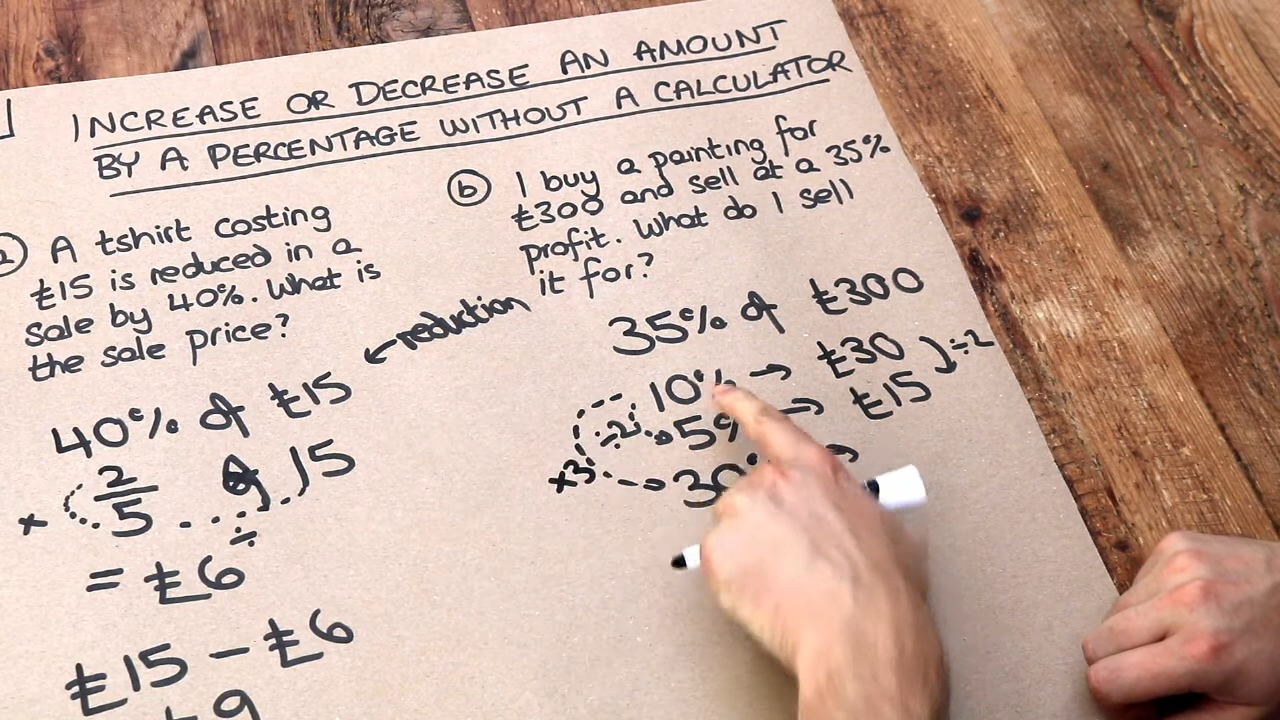 INCREASE OR DECREASE AN AMOUNT
BY A PERCENTAGE WITHOUT A CALCULATOR
A tshirt costing
£15 is reduced in a
sale by 40%. What is
the sale price?
← reduction
40% of £15
× 2/5 of 15
÷
= £6
£15 - £6
£9
b I buy a painting for
£300 and sell at a 35%
profit. What do I sell
it for?
35% of £300
10% → £30 ÷2
÷2 5% → £15
×3 → 30% →